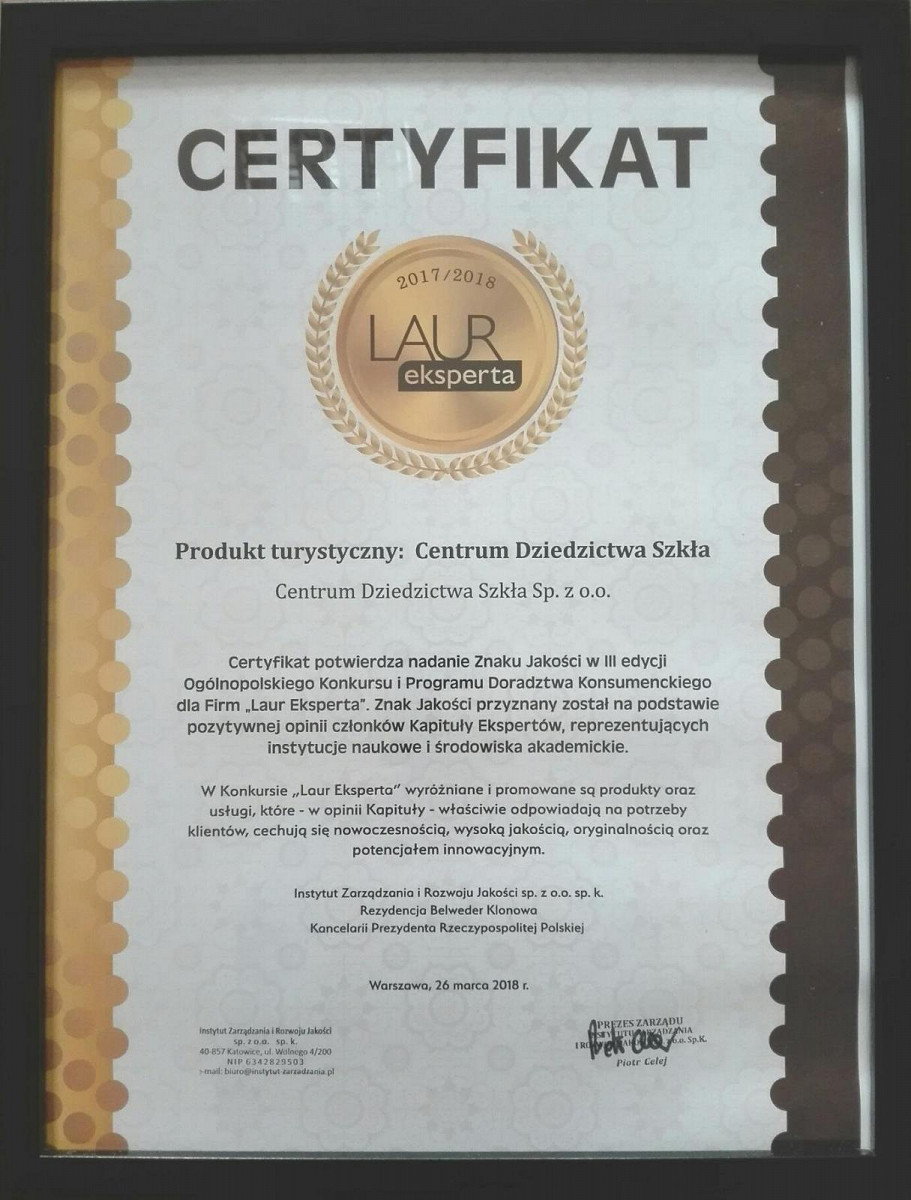 CERTYFIKAT
2017/2018
LAUR
eksperta
Produkt turystyczny: Centrum Dziedzictwa Szkła
Centrum Dziedzictwa Szkła Sp. z o.o.
Certyfikat potwierdza nadanie Znaku Jakości w III edycji
Ogólnopolskiego Konkursu i Programu Doradztwa Konsumenckiego
dla Firm „Laur Eksperta”. Znak Jakości przyznany został na podstawie
pozytywnej opinii członków Kapituły Ekspertów, reprezentujących
instytucje naukowe i środowiska akademickie.
W Konkursie „Laur Eksperta” wyróżniane i promowane są produkty oraz
usługi, które - w opinii Kapituły - właściwie odpowiadają na potrzeby
klientów, cechują się nowoczesnością, wysoką jakością, oryginalnością oraz
potencjałem innowacyjnym.
Instytut Zarządzania i Rozwoju Jakości sp. z o.o. sp. k.
Rezydencja Belweder Klonowa
Kancelarii Prezydenta Rzeczypospolitej Polskiej
Warszawa, 26 marca 2018 r.
Instytut Zarządzania i Rozwoju Jakości
sp. z o.o. sp. k.
40-857 Katowice, ul. Wolnego 4/200
NIP 6342829503
e-mail: biuro@instytut-zarzadzania.pl
PREZES ZARZĄDU
INSTYTUTU ZARZĄDZANIA
I z o.o. Sp.K.
Piotr Celej